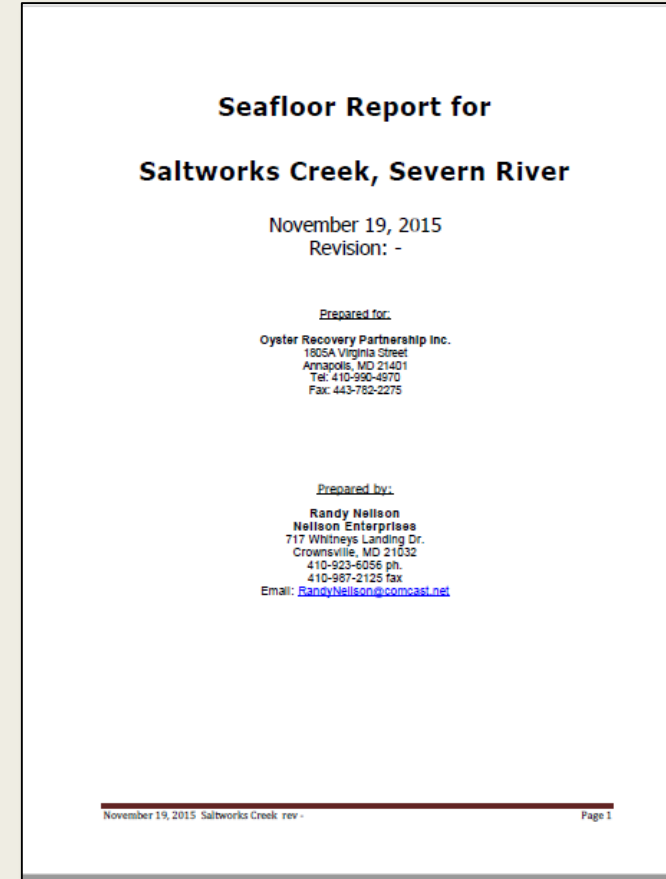 Seafloor Report for
Saltworks Creek, Severn River
November 19, 2015
Revision: -
Prepared for:
Oyster Recovery Partnership Inc.
1805A Virginia Street
Annapolis, MD 21401
Tel: 410-990-4970
Fax: 443-782-2275
Prepared by:
Randy Neilson
Neilson Enterprises
717 Whitneys Landing Dr.
Crownsville, MD 21032
410-923-6056 ph.
410-987-2125 fax
Email: RandyNeilson@comcast.net
November 19, 2015 Saltworks Creek rev - Page 1